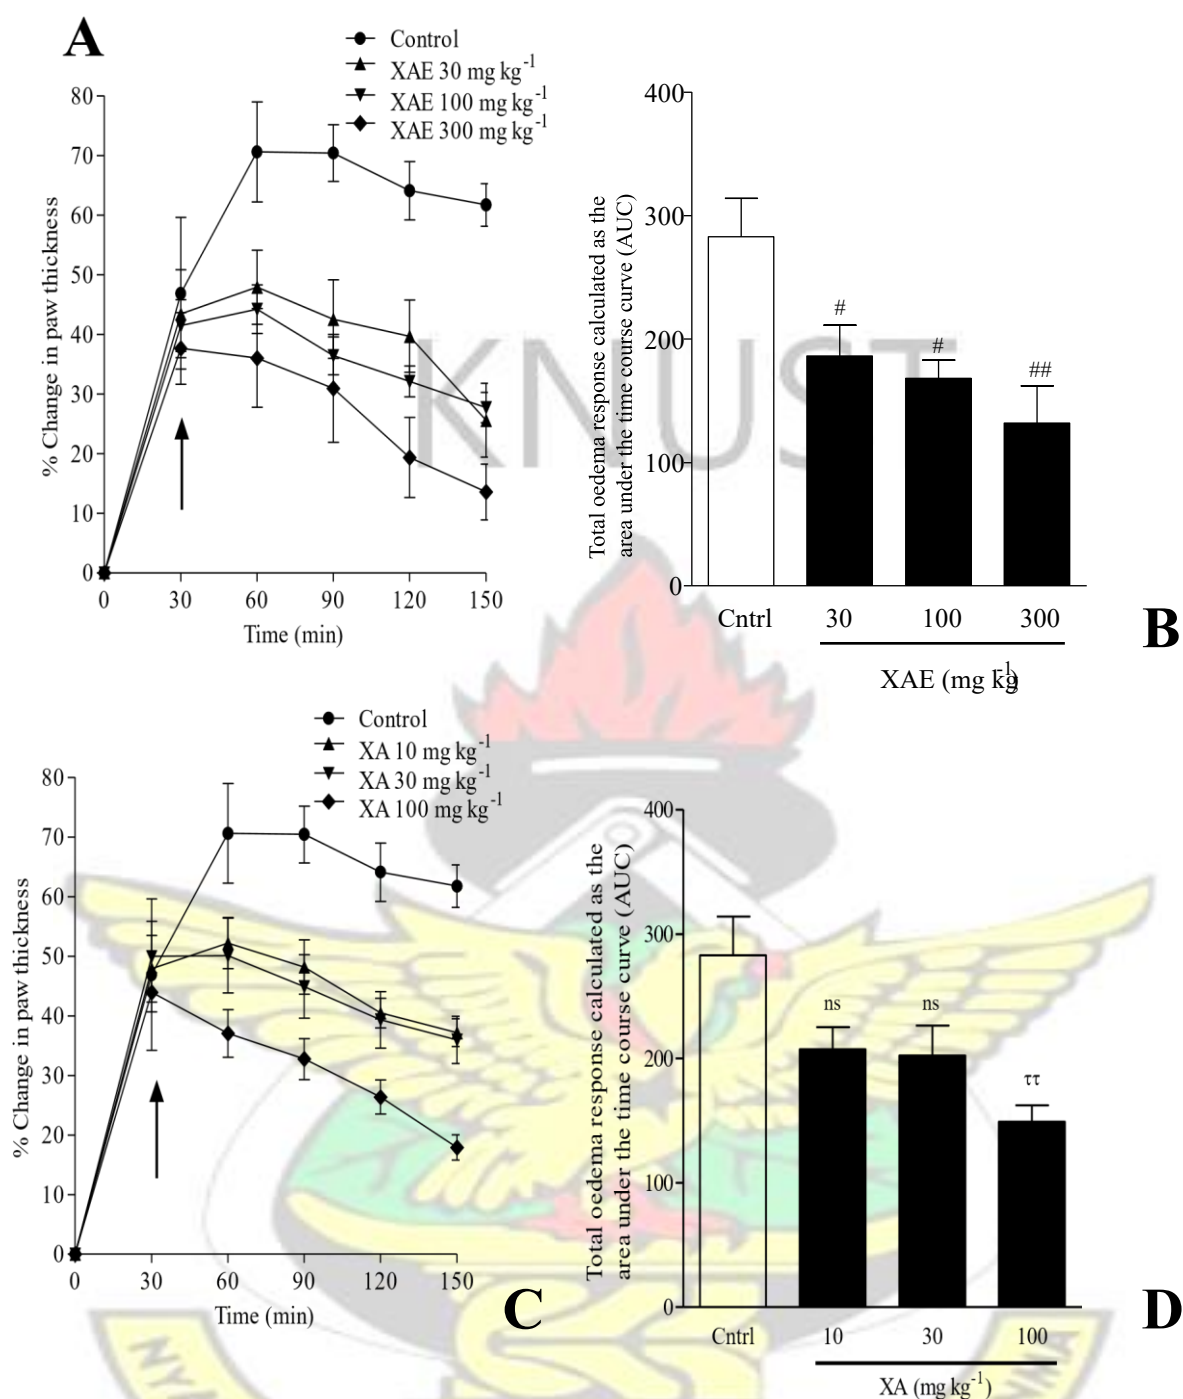 A
Control
XAE 30 mg kg-1
XAE 100 mg kg-1
XAE 300 mg kg-1
80
70
60
50
40
30
20
10
0
% Change in paw thickness
0 30 60 90 120 150
Time (min)
400
300
200
100
0
Total oedema response calculated as the
area under the time course curve (AUC)
#
#
##
Cntrl 30 100 300
XAE (mg kg-1)
B
KNUST
Control
XA 10 mg kg-1
XA 30 mg kg-1
XA 100 mg kg-1
80
70
60
50
40
30
20
10
0
% Change in paw thickness
0 30 60 90 120 150
Time (min)
C
400
300
200
100
0
Total oedema response calculated as the
area under the time course curve (AUC)
ns
ns
ττ
Cntrl 10 30 100
XA (mg kg-1)
D